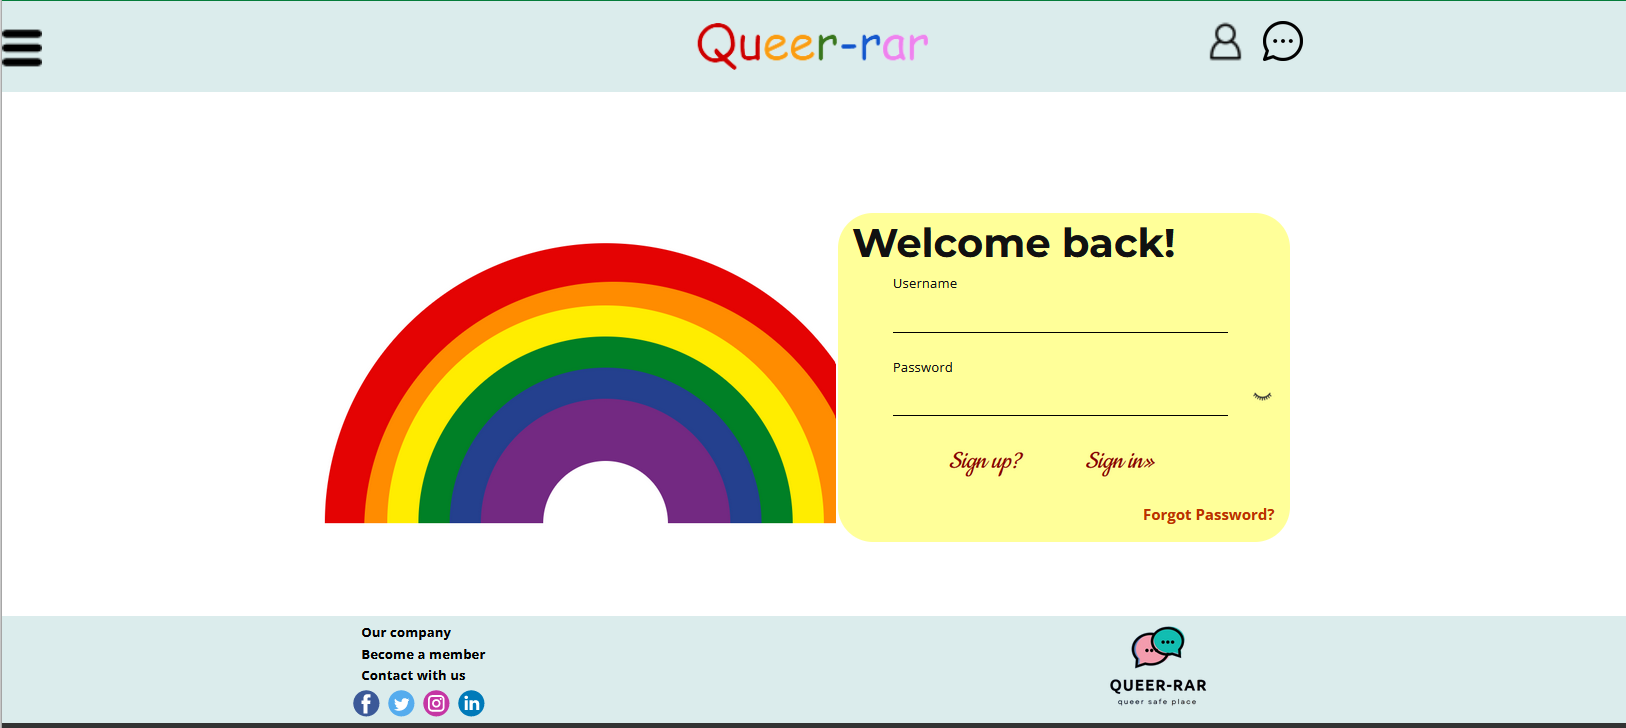 Queer-rar
Welcome back!
Username
Password
Sign up?
Sign in»
Forgot Password?
Our company
Become a member
Contact with us
QUEER-RAR
queer safe place